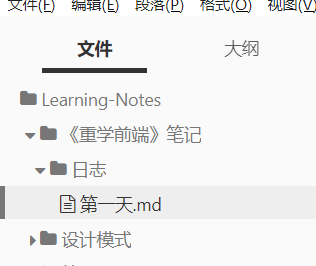 文件(F) 编辑(E) 段落(P) 格式(O) 视图(V)
文件 大纲
Learning-Notes
《重学前端》笔记
日志
第一天.md
设计模式